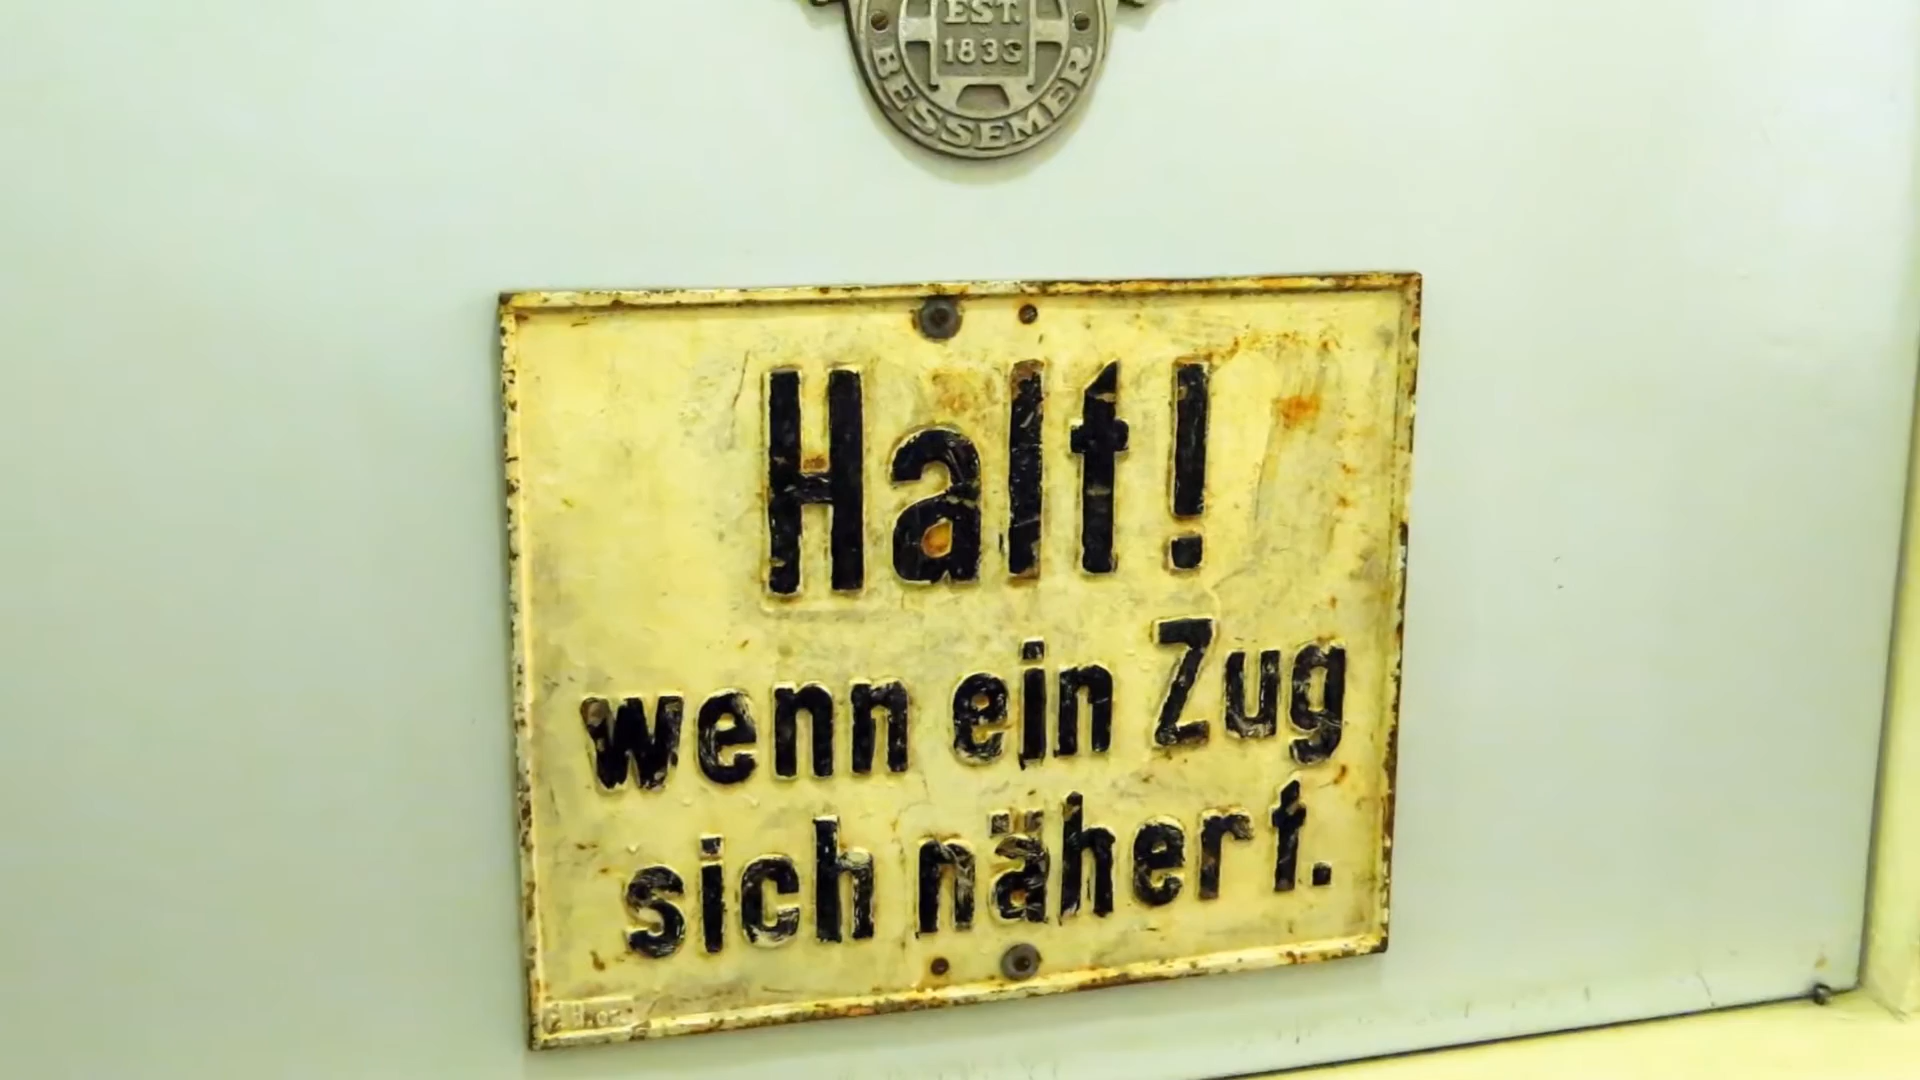 EST.
1833
BESSEMER
Halt!
wenn ein Zug
sich nähert.